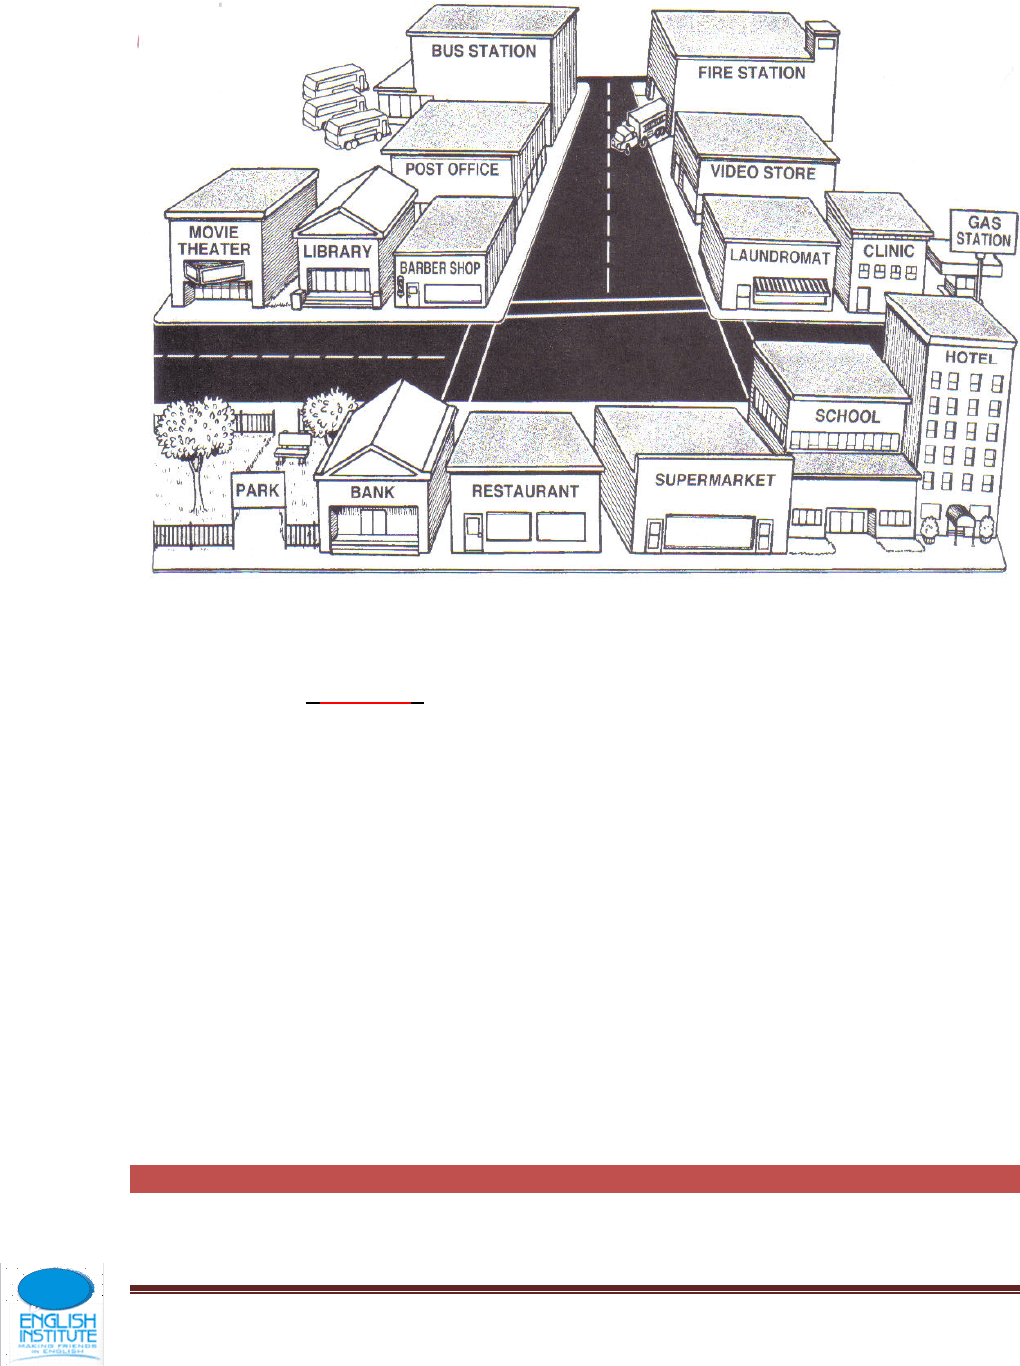 BUS STATION
FIRE STATION
POST OFFICE
VIDEO STORE
MOVIE
THEATER
LIBRARY
BARBER SHOP
LAUNDROMAT
CLINIC
GAS
STATION
HOTEL
SCHOOL
PARK
BANK
RESTAURANT
SUPERMARKET
ENGLISH
INSTITUTE
MAKING FRIENDS
IN ENGLISH